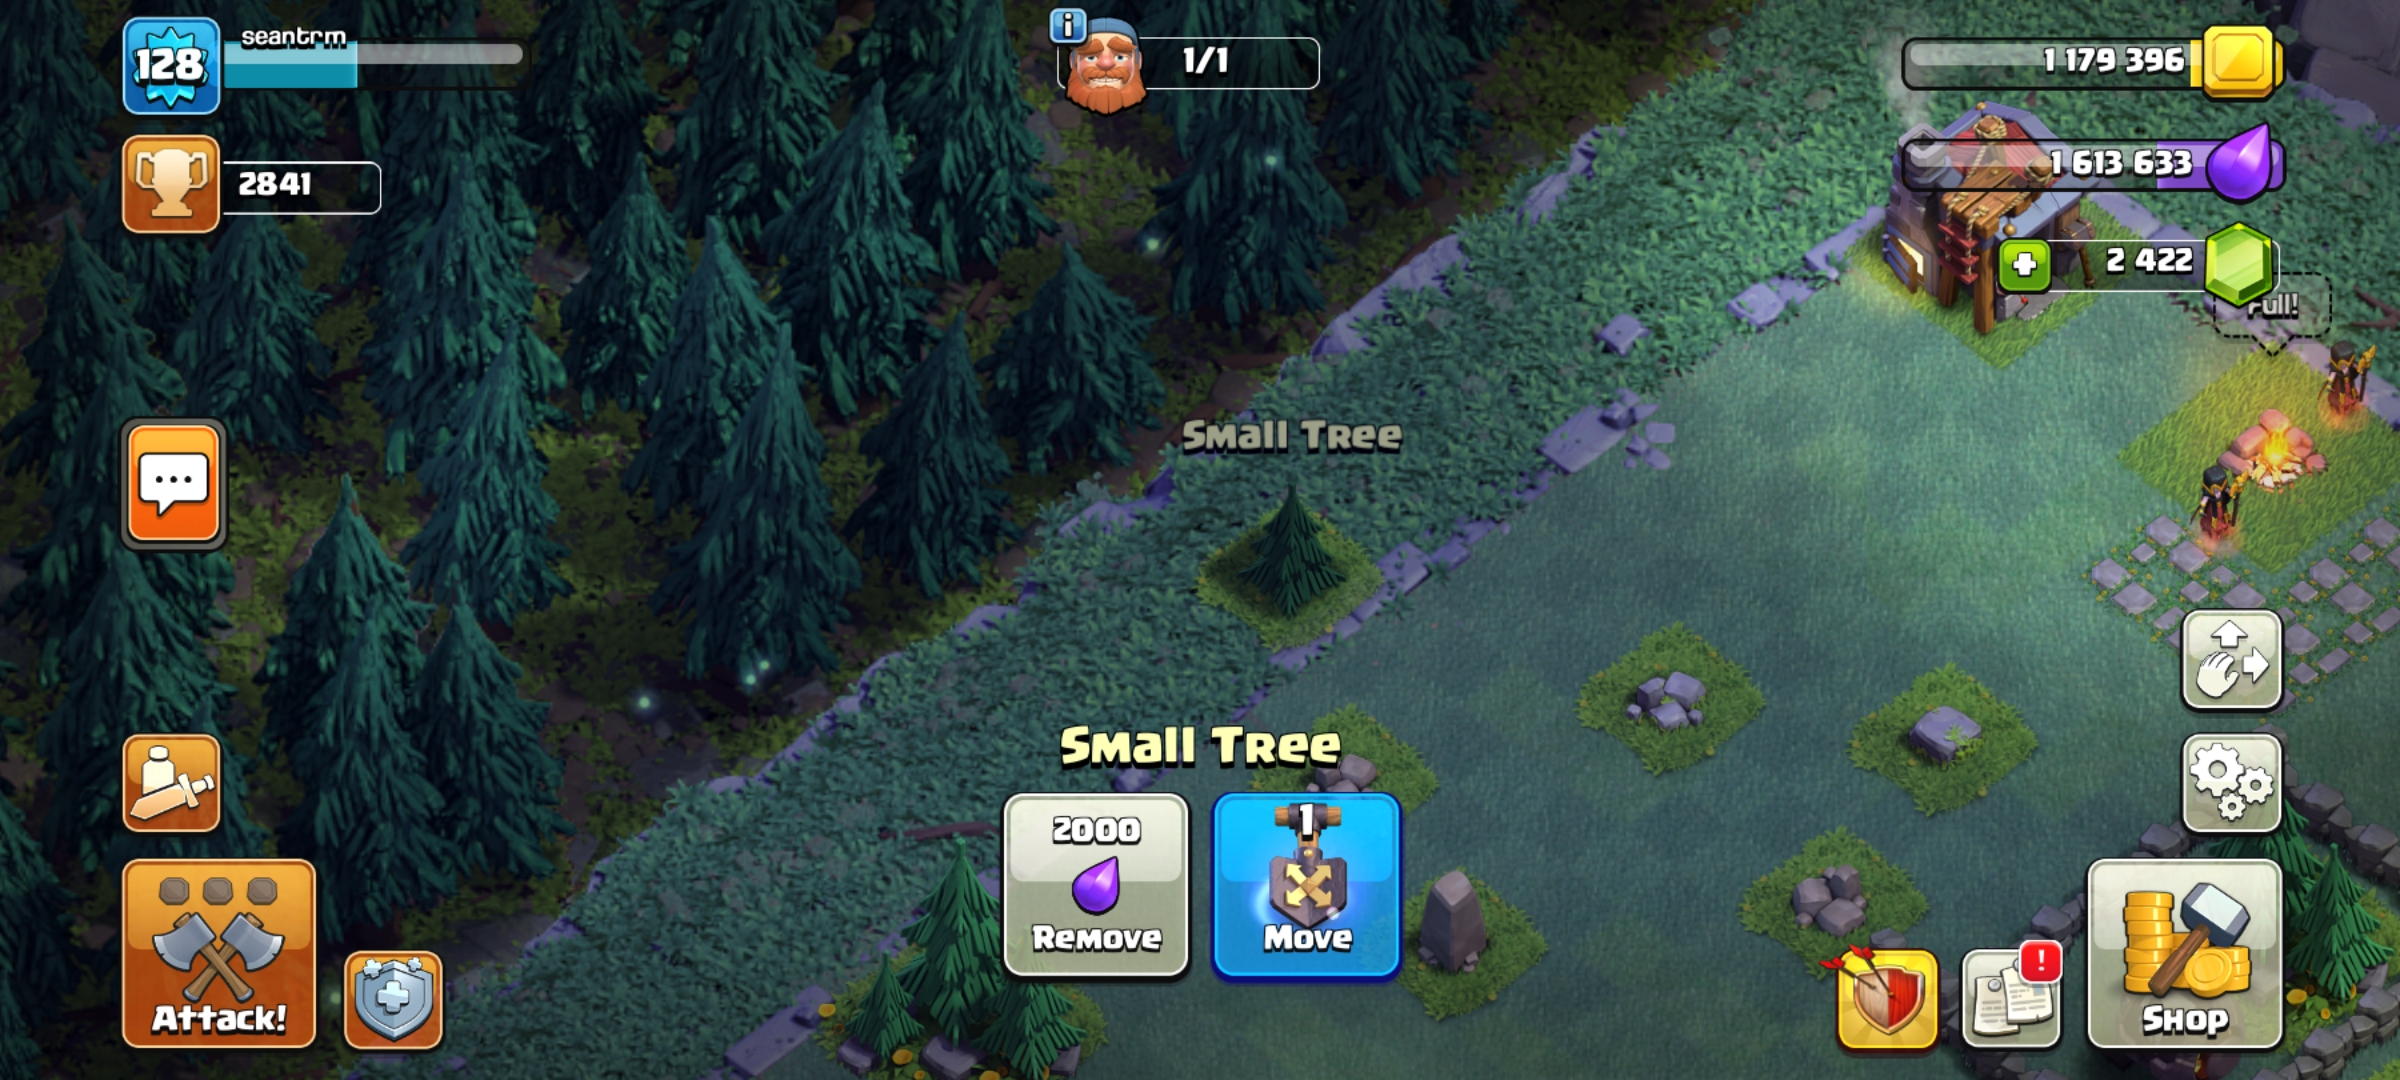 128
seantrm
1/1
1 179 396
2841
1 613 633
2 422
Full!
Small Tree
Small Tree
2000
Remove
1
Move
Attack!
!
Shop